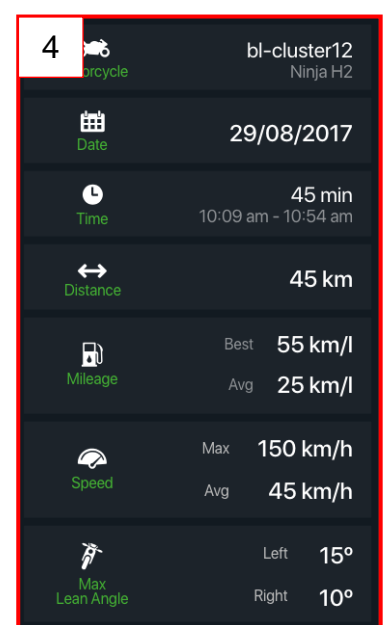 4
orcycle
bl-cluster12
Ninja H2
Date
29/08/2017
Time
45 min
10:09 am - 10:54 am
Distance
45 km
Mileage
Best 55 km/l
Avg 25 km/l
Speed
Max 150 km/h
Avg 45 km/h
Max
Lean Angle
Left 15º
Right 10º